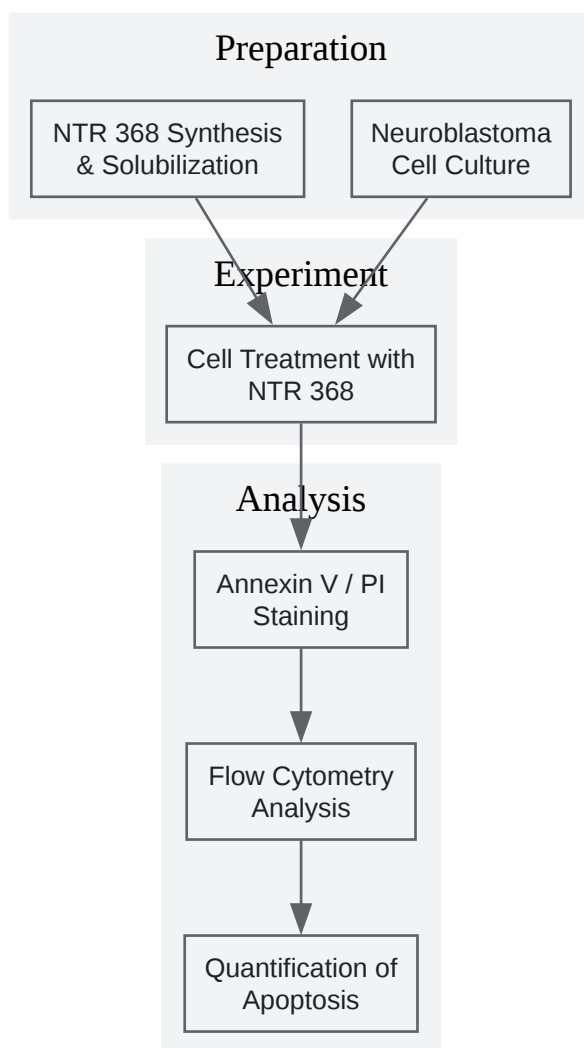 Preparation
NTR 368 Synthesis
& Solubilization
Neuroblastoma
Cell Culture
Experiment
Cell Treatment with
NTR 368
Analysis
Annexin V / PI
Staining
Flow Cytometry
Analysis
Quantification of
Apoptosis